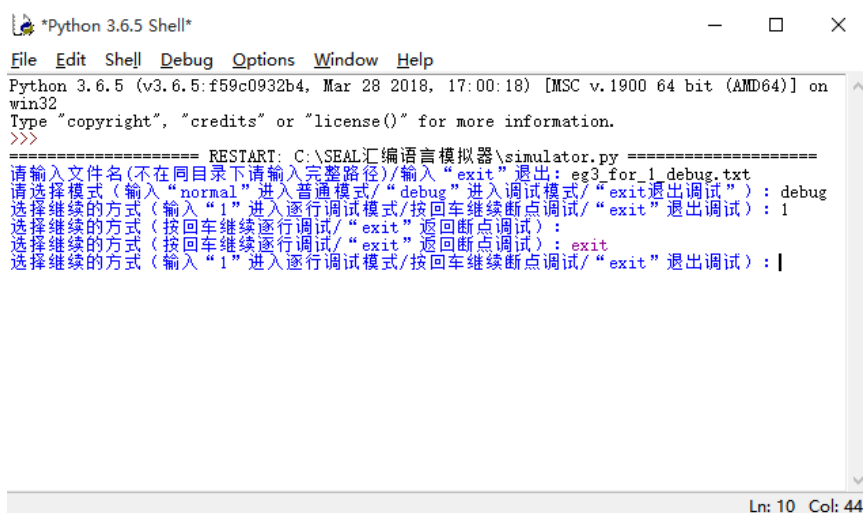 *Python 3.6.5 Shell*
File Edit Shell Debug Options Window Help
Python 3.6.5 (v3.6.5:f59c0932b4, Mar 28 2018, 17:00:18) [MSC v.1900 64 bit (AMD64)] on
win32
Type "copyright", "credits" or "license()" for more information.
>>>
==================== RESTART: C:\SEAL汇编语言模拟器\simulator.py ====================
请输入文件名(不在同目录下请输入完整路径)/输入“exit”退出: eg3_for_1_debug.txt
请选择模式（输入“normal”进入普通模式/“debug”进入调试模式/“exit退出调试”）: debug
选择继续的方式（输入“1”进入逐行调试模式/按回车继续断点调试/“exit”退出调试）: 1
选择继续的方式（按回车继续逐行调试/“exit”返回断点调试）:
选择继续的方式（按回车继续逐行调试/“exit”返回断点调试）: exit
选择继续的方式（输入“1”进入逐行调试模式/按回车继续断点调试/“exit”退出调试）:
Ln: 10 Col: 44